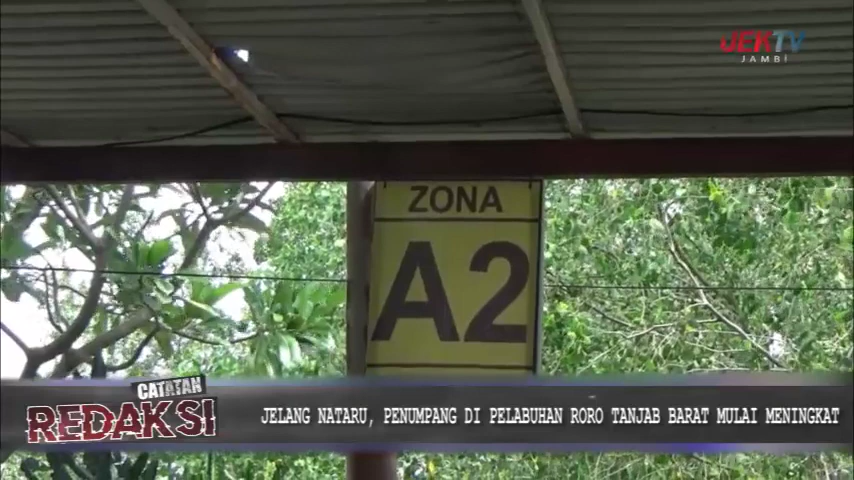 JEKTV
JAMBI
ZONA
A2
CATATAN
REDAKSI
JELANG NATARU, PENUMPANG DI PELABUHAN RORO TANJAB BARAT MULAI MENINGKAT